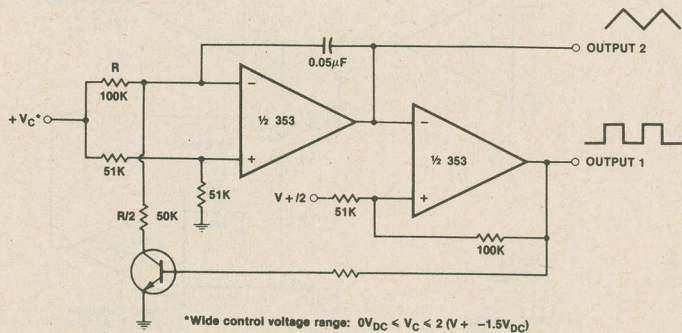 0.05µF
OUTPUT 2
R
100K
−
½ 353
+
+ V_C*
51K
51K
−
½ 353
+
OUTPUT 1
V +/2
51K
100K
R/2 50K
*Wide control voltage range: 0V_DC ≤ V_C ≤ 2 (V+ −1.5V_DC)